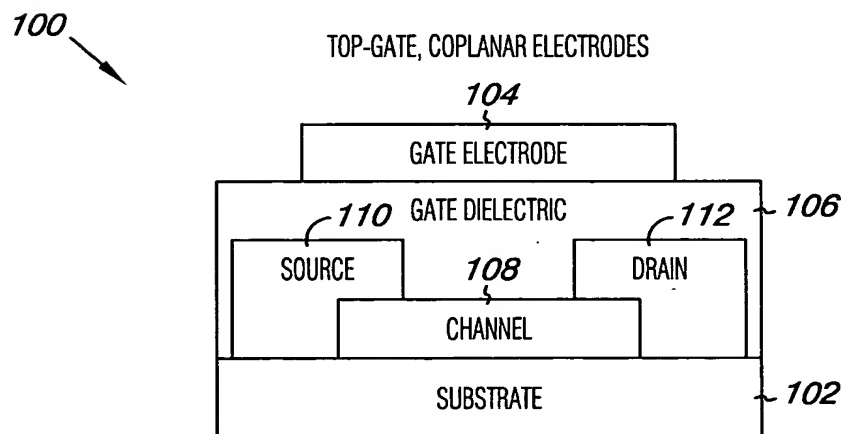 100
TOP-GATE, COPLANAR ELECTRODES
104
GATE ELECTRODE
GATE DIELECTRIC
106
110
112
SOURCE
DRAIN
108
CHANNEL
SUBSTRATE
102